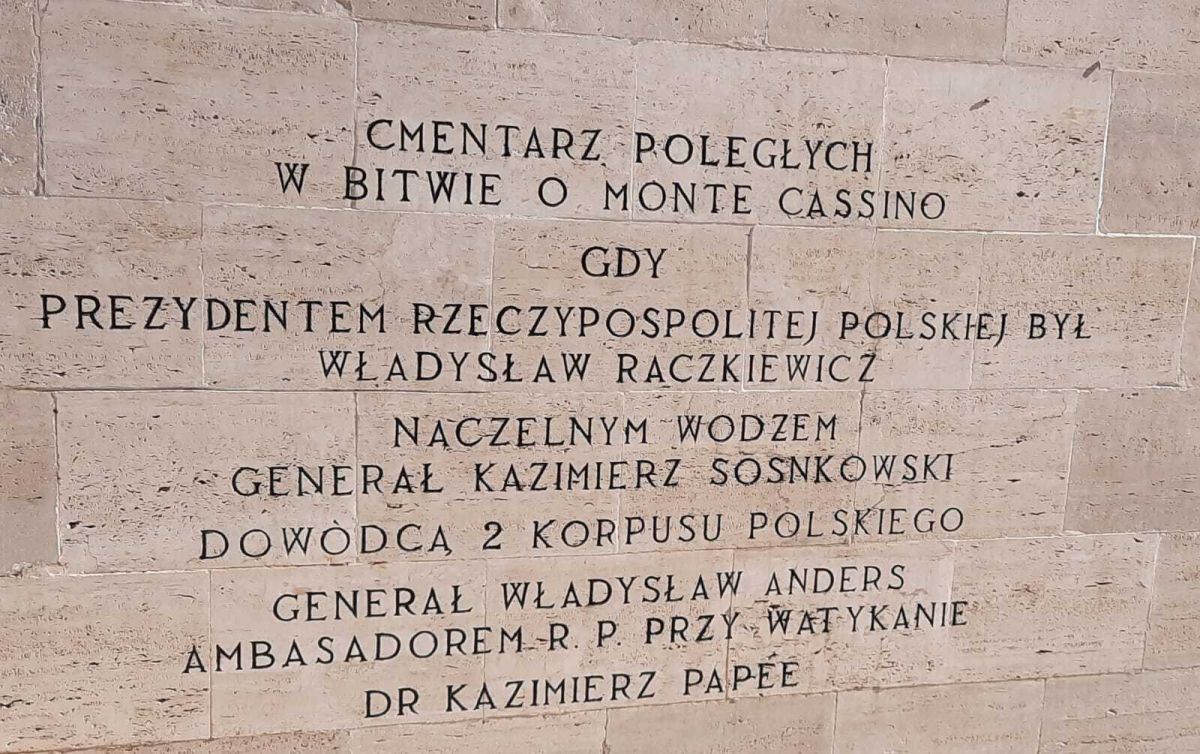 CMENTARZ POLEGŁYCH
W BITWIE O MONTE CASSINO
GDY
PREZYDENTEM RZECZYPOSPOLITEJ POLSKIEJ BYŁ
WŁADYSŁAW RACZKIEWICZ
NACZELNYM WODZEM
GENERAŁ KAZIMIERZ SOSNKOWSKI
DOWÒDCĄ 2 KORPUSU POLSKIEGO
GENERAŁ WŁADYSŁAW ANDERS
AMBASADOREM R. P. PRZY WATYKANIE
DR KAZIMIERZ PAPÉE